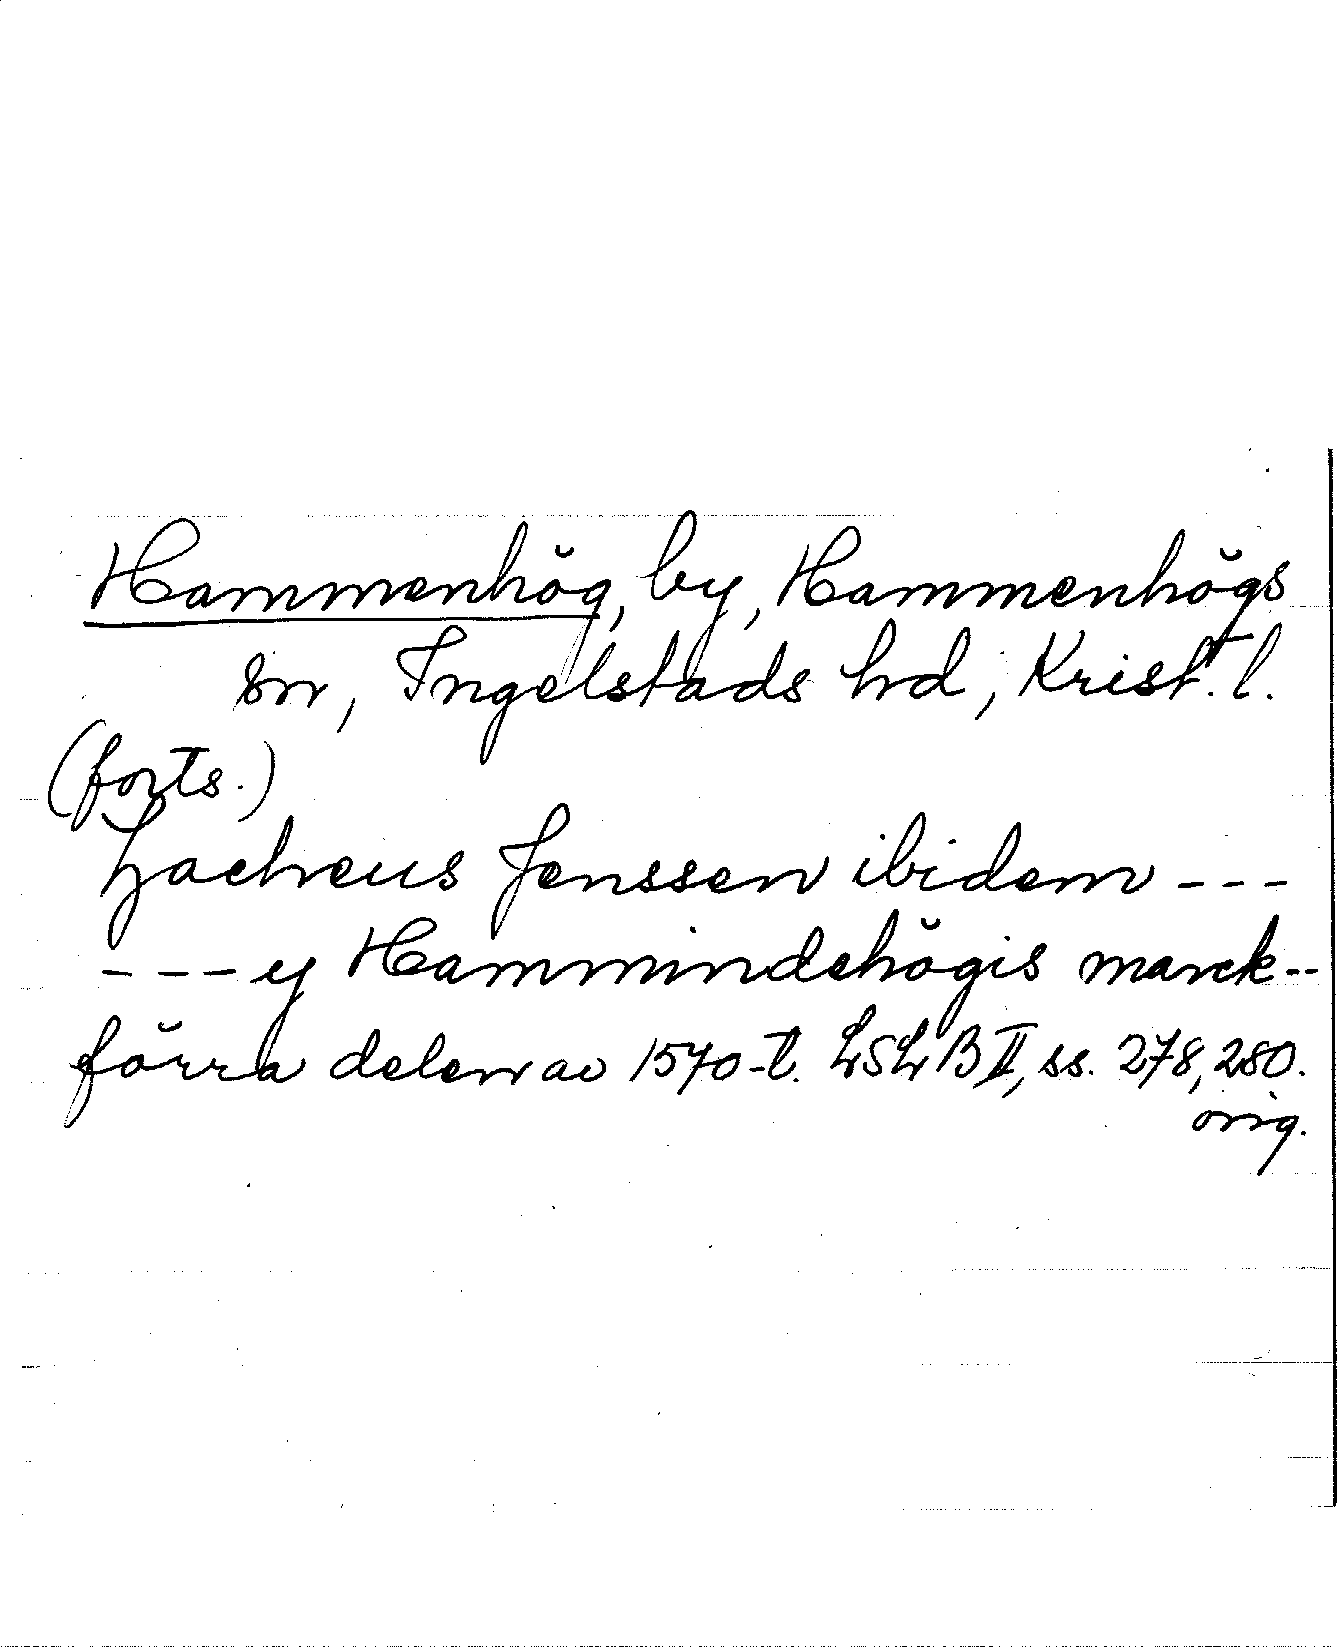 Hammenhög, by, Hammenhögs
sn, Ingelstads hd, Krist. l.
(forts.)
Zacheus Jenssen ibidem ---
--- y Hammindehögis marck--
förra delen av 1570-t. LSLB II, ss. 278, 280.
orig.